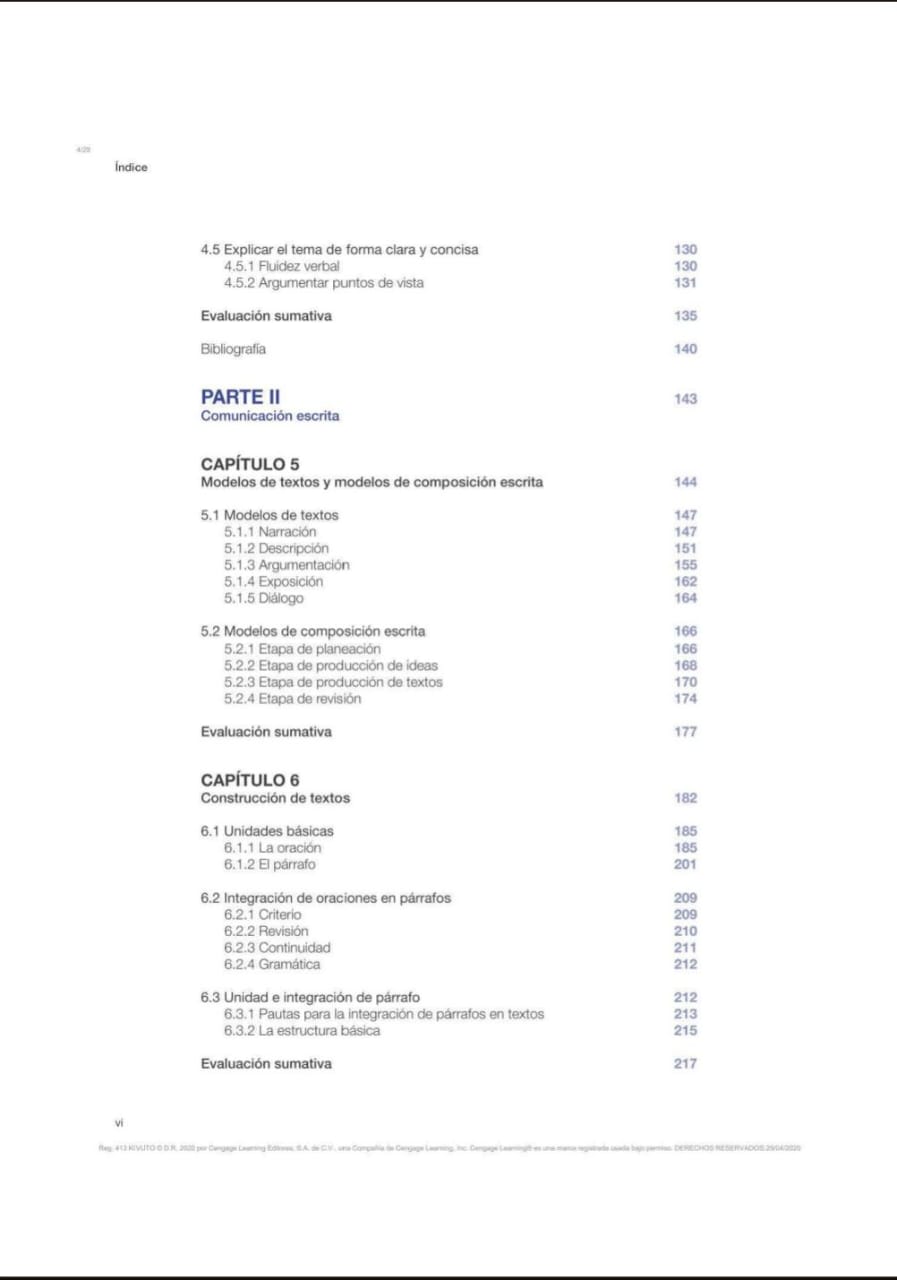 4/29
Índice
4.5 Explicar el tema de forma clara y concisa 130
4.5.1 Fluidez verbal 130
4.5.2 Argumentar puntos de vista 131
Evaluación sumativa 135
Bibliografía 140
PARTE II 143
Comunicación escrita
CAPÍTULO 5
Modelos de textos y modelos de composición escrita 144
5.1 Modelos de textos 147
5.1.1 Narración 147
5.1.2 Descripción 151
5.1.3 Argumentación 155
5.1.4 Exposición 162
5.1.5 Diálogo 164
5.2 Modelos de composición escrita 166
5.2.1 Etapa de planeación 166
5.2.2 Etapa de producción de ideas 168
5.2.3 Etapa de producción de textos 170
5.2.4 Etapa de revisión 174
Evaluación sumativa 177
CAPÍTULO 6
Construcción de textos 182
6.1 Unidades básicas 185
6.1.1 La oración 185
6.1.2 El párrafo 201
6.2 Integración de oraciones en párrafos 209
6.2.1 Criterio 209
6.2.2 Revisión 210
6.2.3 Continuidad 211
6.2.4 Gramática 212
6.3 Unidad e integración de párrafo 212
6.3.1 Pautas para la integración de párrafos en textos 213
6.3.2 La estructura básica 215
Evaluación sumativa 217
vi
Reg. 413 KIVUTO © D.R. 2020 por Cengage Learning Editores, S.A. de C.V., una Compañía de Cengage Learning, Inc. Cengage Learning® es una marca registrada usada bajo permiso. DERECHOS RESERVADOS.29/04/2020